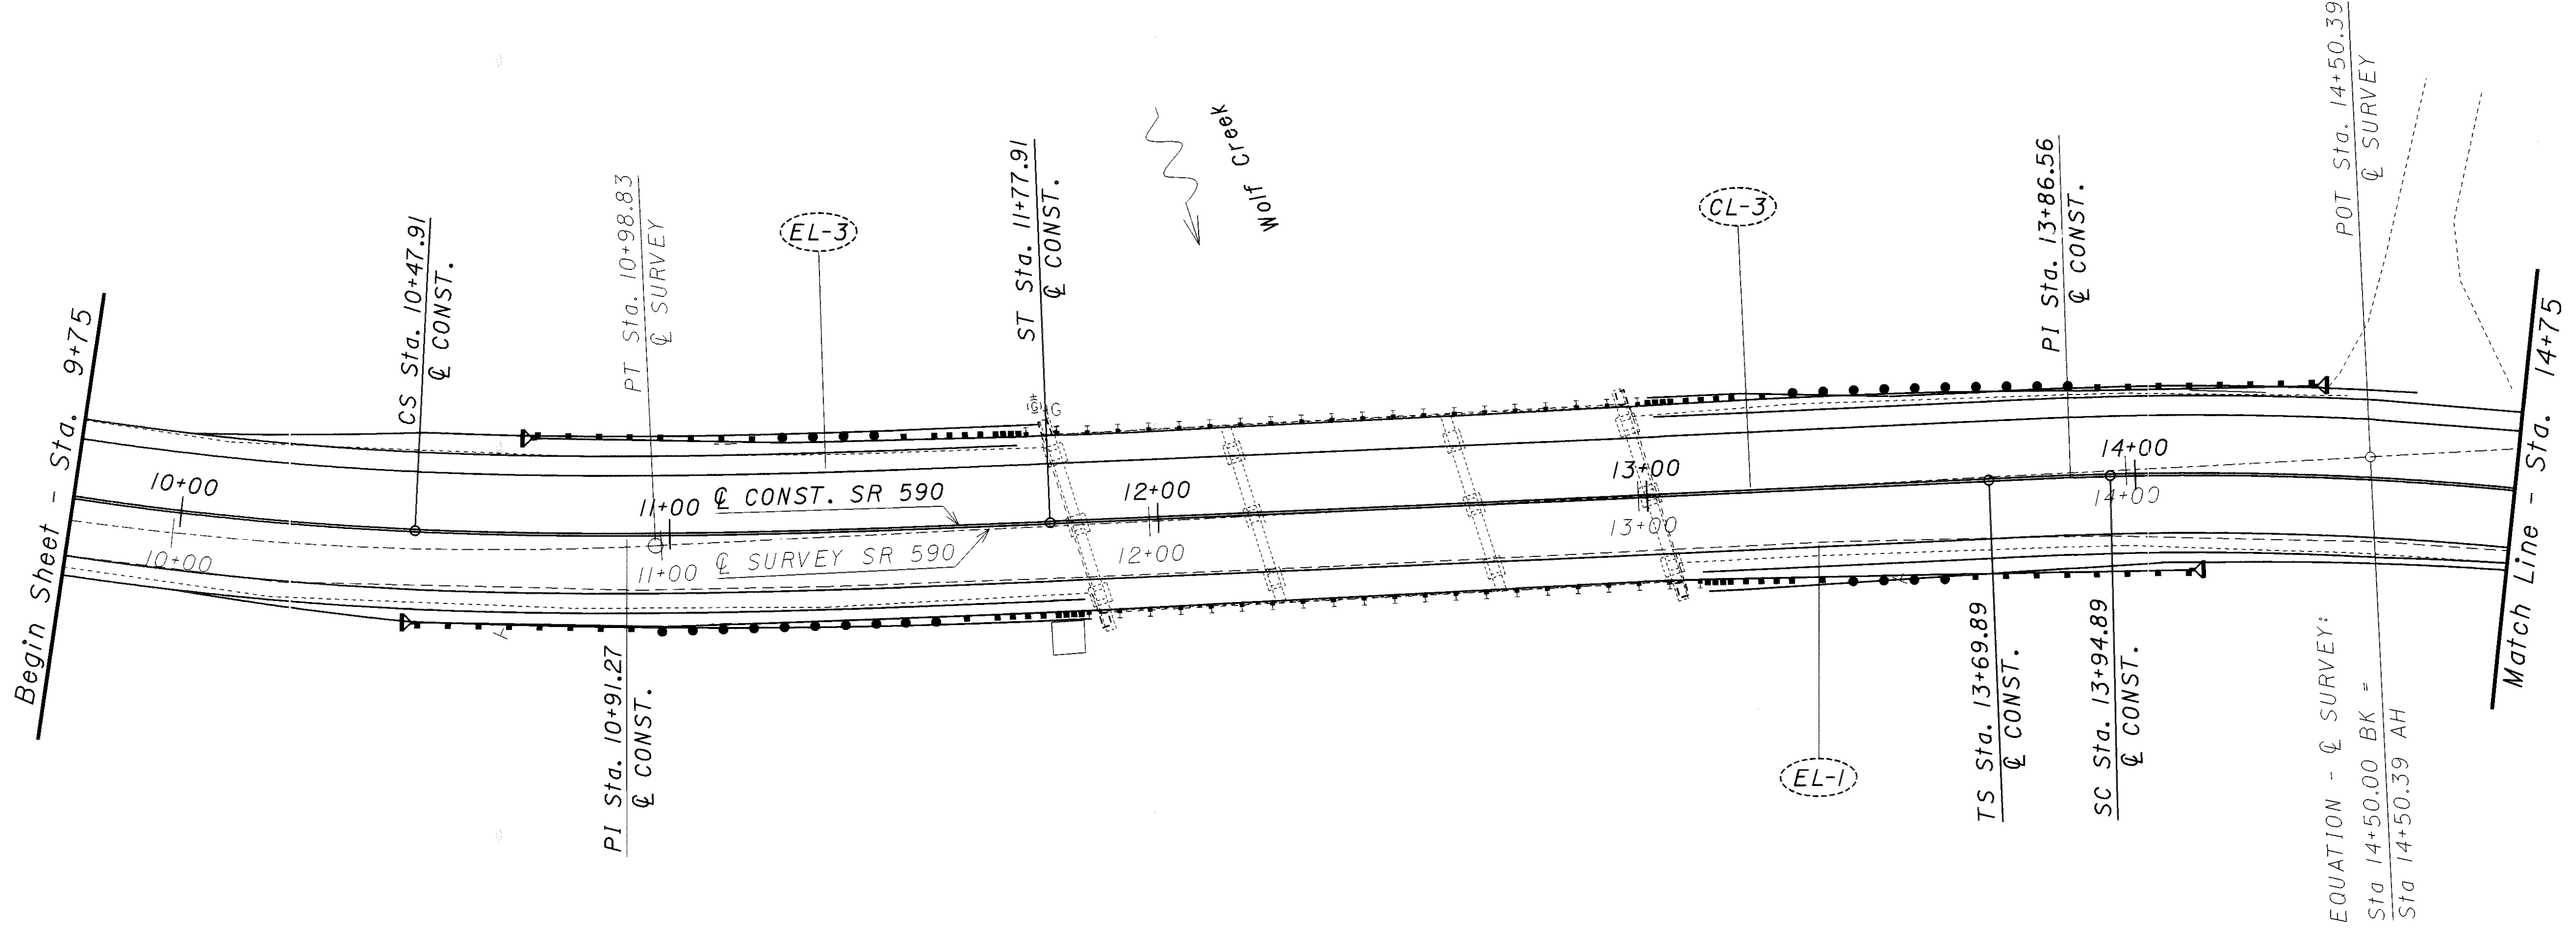 Begin Sheet - Sta. 9+75
10+00
10+00
CS Sta. 10+47.91
℄ CONST.
PT Sta. 10+98.83
℄ SURVEY
PI Sta. 10+91.27
℄ CONST.
EL-3
11+00
℄ CONST. SR 590
11+00
℄ SURVEY SR 590
ST Sta. 11+77.91
℄ CONST.
G
G
12+00
12+00
Wolf Creek
13+00
13+00
CL-3
EL-1
TS Sta. 13+69.89
℄ CONST.
PI Sta. 13+86.56
℄ CONST.
SC Sta. 13+94.89
℄ CONST.
14+00
14+00
POT Sta. 14+50.39
℄ SURVEY
EQUATION - ℄ SURVEY:
Sta 14+50.00 BK =
Sta 14+50.39 AH
Match Line - Sta. 14+75